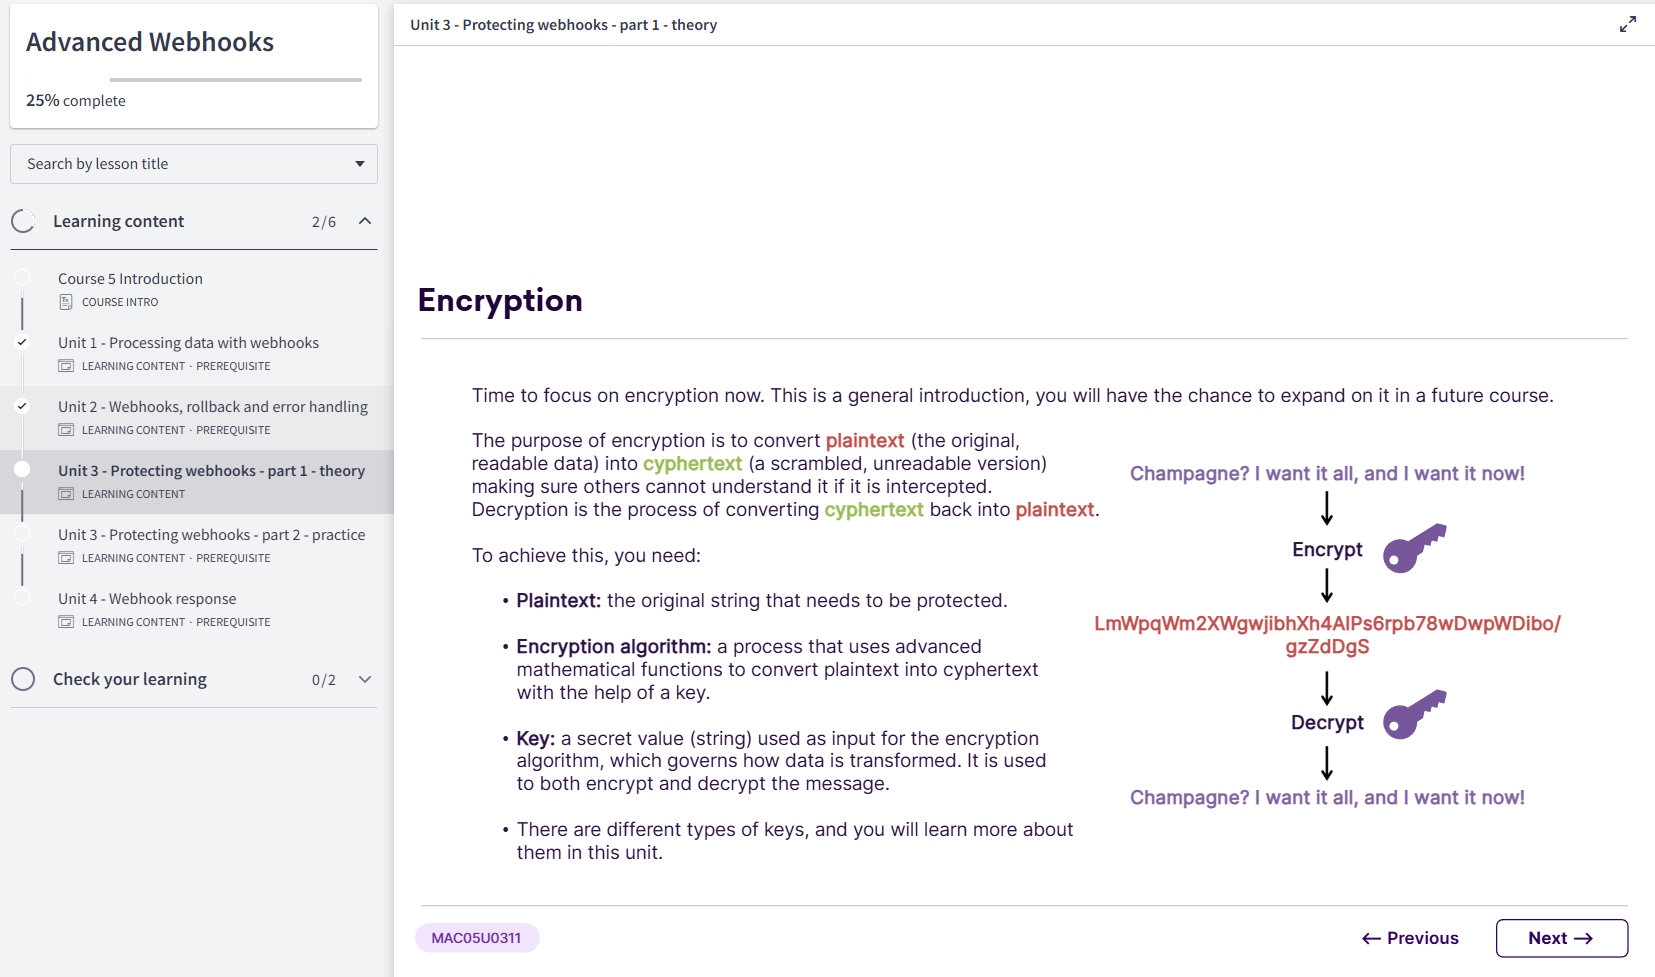 Advanced Webhooks
25% complete
Search by lesson title
Learning content 2/6
Course 5 Introduction
COURSE INTRO
Unit 1 - Processing data with webhooks
LEARNING CONTENT · PREREQUISITE
Unit 2 - Webhooks, rollback and error handling
LEARNING CONTENT · PREREQUISITE
Unit 3 - Protecting webhooks - part 1 - theory
LEARNING CONTENT
Unit 3 - Protecting webhooks - part 2 - practice
LEARNING CONTENT · PREREQUISITE
Unit 4 - Webhook response
LEARNING CONTENT · PREREQUISITE
Check your learning 0/2
Unit 3 - Protecting webhooks - part 1 - theory
Encryption
Time to focus on encryption now. This is a general introduction, you will have the chance to expand on it in a future course.
The purpose of encryption is to convert plaintext (the original,
readable data) into cyphertext (a scrambled, unreadable version)
making sure others cannot understand it if it is intercepted.
Decryption is the process of converting cyphertext back into plaintext.
To achieve this, you need:
• Plaintext: the original string that needs to be protected.
• Encryption algorithm: a process that uses advanced
mathematical functions to convert plaintext into cyphertext
with the help of a key.
• Key: a secret value (string) used as input for the encryption
algorithm, which governs how data is transformed. It is used
to both encrypt and decrypt the message.
• There are different types of keys, and you will learn more about
them in this unit.
Champagne? I want it all, and I want it now!
Encrypt
LmWpqWm2XWgwjibhXh4AlPs6rpb78wDwpWDibo/
gzZdDgS
Decrypt
Champagne? I want it all, and I want it now!
MAC05U0311
← Previous
Next →